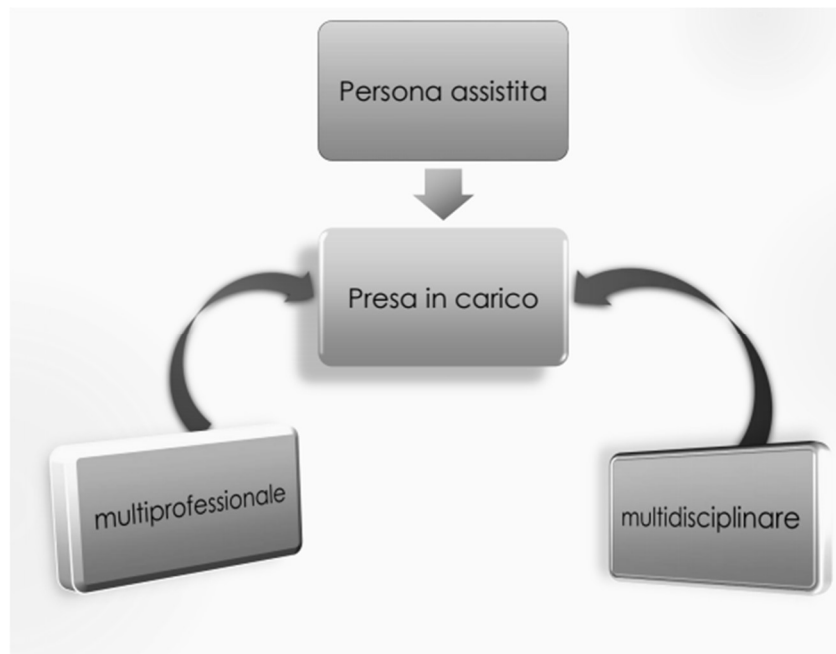 Persona assistita
Presa in carico
multiprofessionale
multidisciplinare